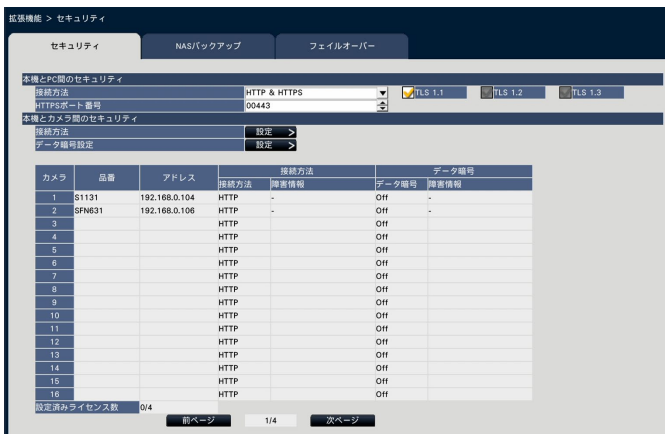 拡張機能 > セキュリティ
セキュリティ NASバックアップ フェイルオーバー
本機とPC間のセキュリティ
接続方法 HTTP & HTTPS TLS 1.1 TLS 1.2 TLS 1.3
HTTPSポート番号 00443
本機とカメラ間のセキュリティ
接続方法 設定 >
データ暗号設定 設定 >
カメラ 品番 アドレス 接続方法 データ暗号
接続方法 障害情報 データ暗号 障害情報
1 S1131 192.168.0.104 HTTP - Off -
2 SFN631 192.168.0.106 HTTP - Off -
3 HTTP Off
4 HTTP Off
5 HTTP Off
6 HTTP Off
7 HTTP Off
8 HTTP Off
9 HTTP Off
10 HTTP Off
11 HTTP Off
12 HTTP Off
13 HTTP Off
14 HTTP Off
15 HTTP Off
16 HTTP Off
設定済みライセンス数 0/4
前ページ 1/4 次ページ